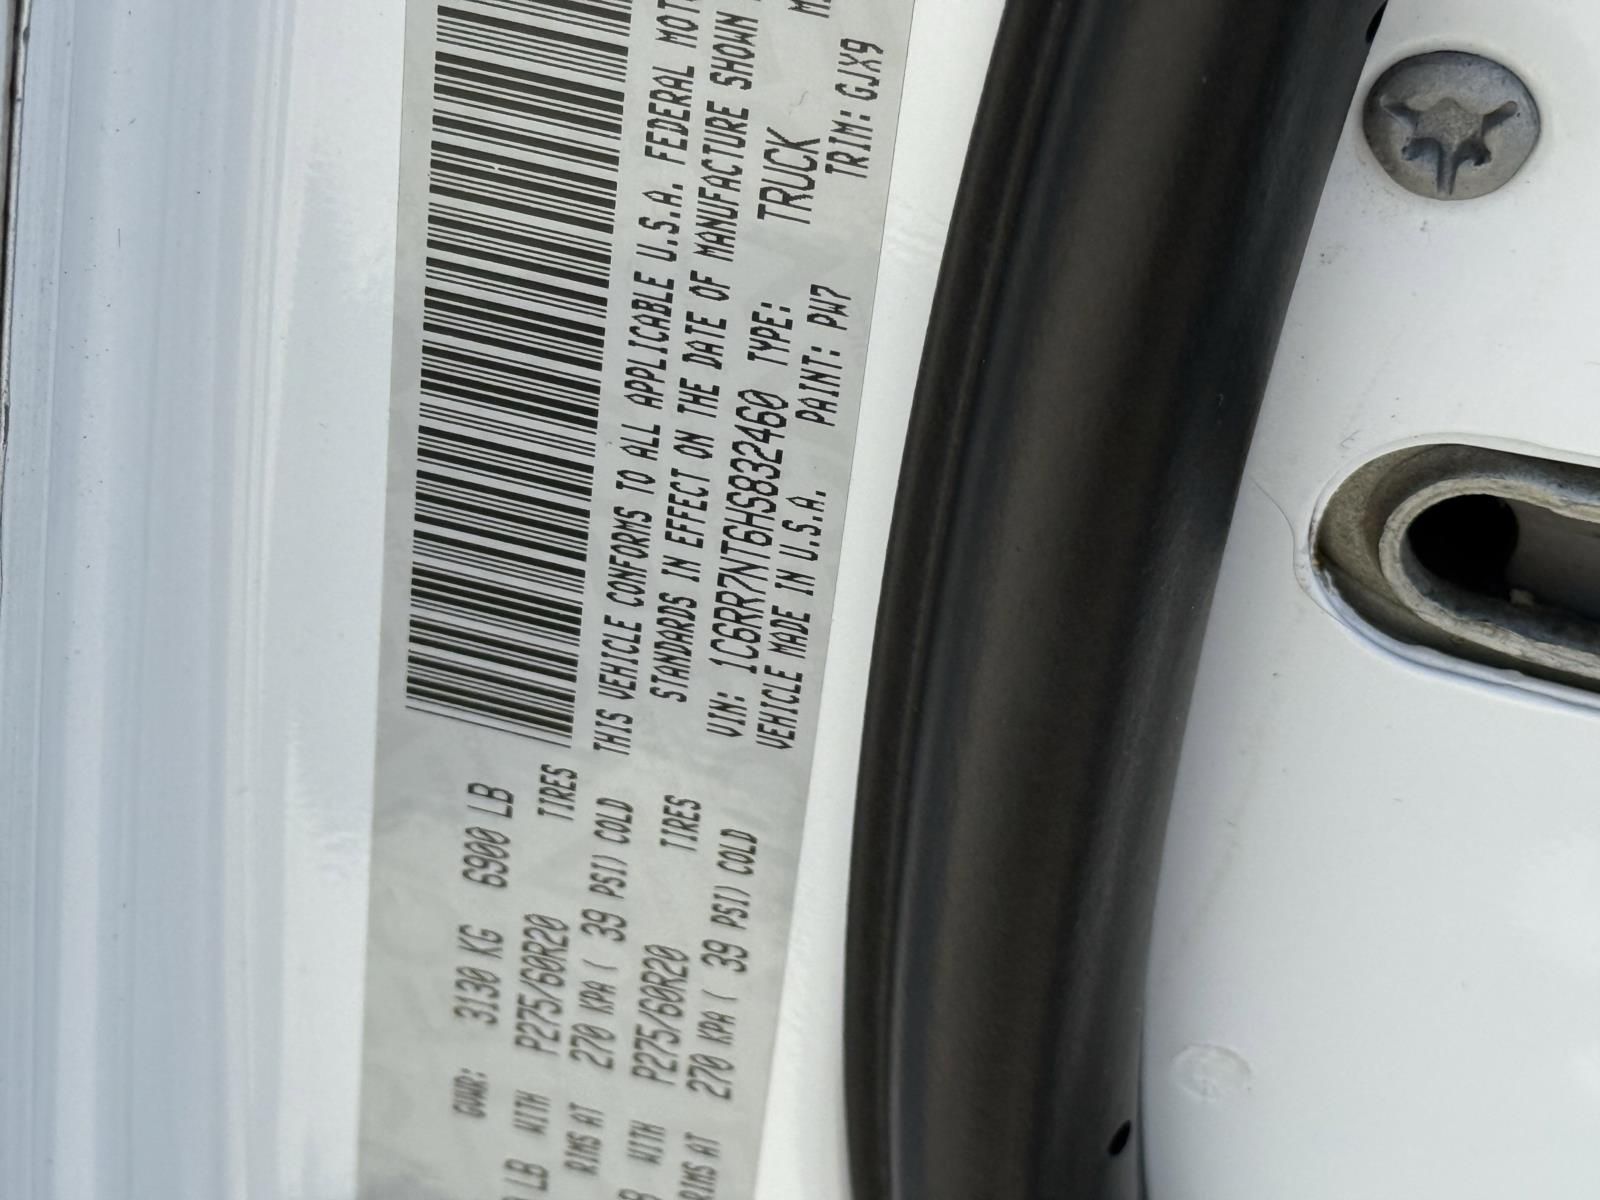 GVWR: 3130 KG 6900 LB
LB WITH P275/60R20 TIRES
RIMS AT 270 KPA ( 39 PSI) COLD
WITH P275/60R20 TIRES
RIMS AT 270 KPA ( 39 PSI) COLD
THIS VEHICLE CONFORMS TO ALL APPLICABLE U.S.A. FEDERAL
STANDARDS IN EFFECT ON THE DATE OF MANUFACTURE SHOWN
VIN: 1C6RR7NT6HS832460 TYPE: TRUCK
VEHICLE MADE IN U.S.A. PAINT: PW7 TRIM: GJX9